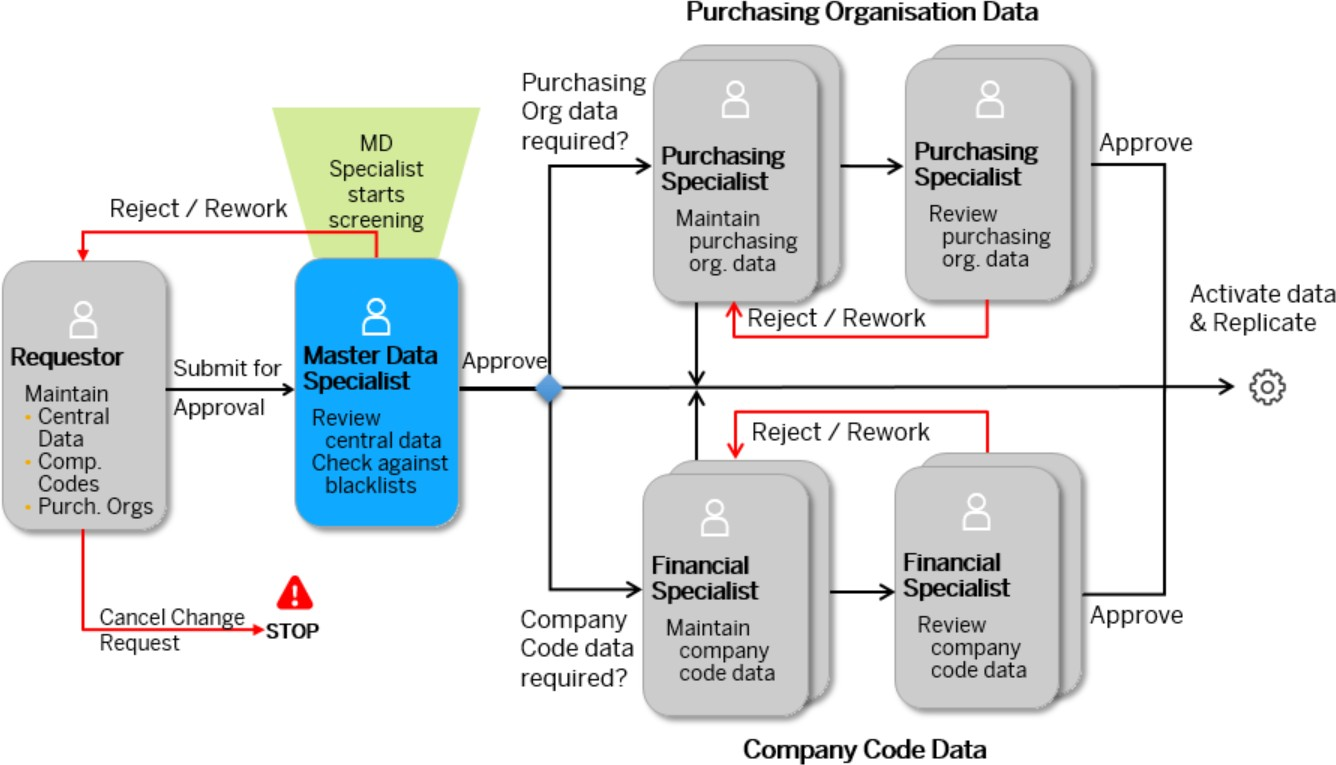 Purchasing Organisation Data
Purchasing
Org data
required?
Purchasing
Specialist
Maintain
purchasing
org. data
Purchasing
Specialist
Review
purchasing
org. data
Approve
MD
Specialist
starts
screening
Reject / Rework
Reject / Rework
Activate data
& Replicate
Requestor
Maintain
• Central
Data
• Comp.
Codes
• Purch. Orgs
Submit for
Approval
Master Data
Specialist
Review
central data
Check against
blacklists
Approve
Reject / Rework
Financial
Specialist
Maintain
company
code data
Financial
Specialist
Review
company
code data
Approve
Cancel Change
Request
STOP
Company
Code data
required?
Company Code Data